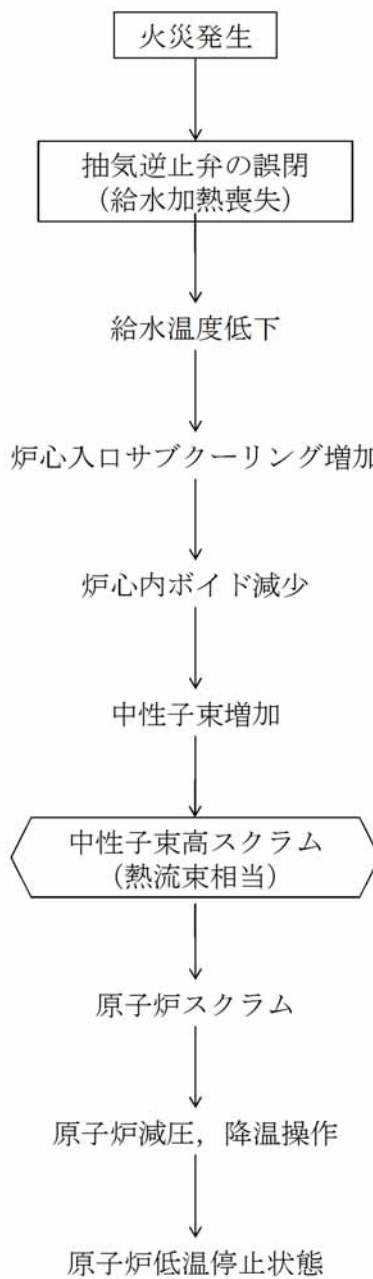 火災発生
抽気逆止弁の誤閉
（給水加熱喪失）
給水温度低下
炉心入口サブクーリング増加
炉心内ボイド減少
中性子束増加
中性子束高スクラム
（熱流束相当）
原子炉スクラム
原子炉減圧，降温操作
原子炉低温停止状態